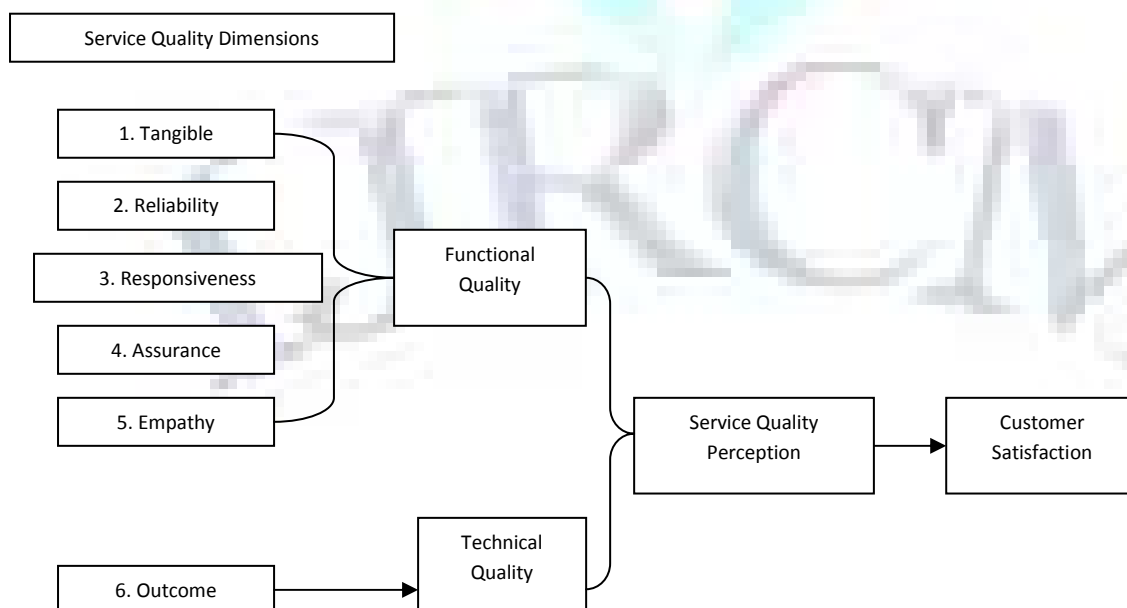 Service Quality Dimensions
1. Tangible
2. Reliability
3. Responsiveness
4. Assurance
5. Empathy
6. Outcome
Functional
Quality
Technical
Quality
Service Quality
Perception
Customer
Satisfaction